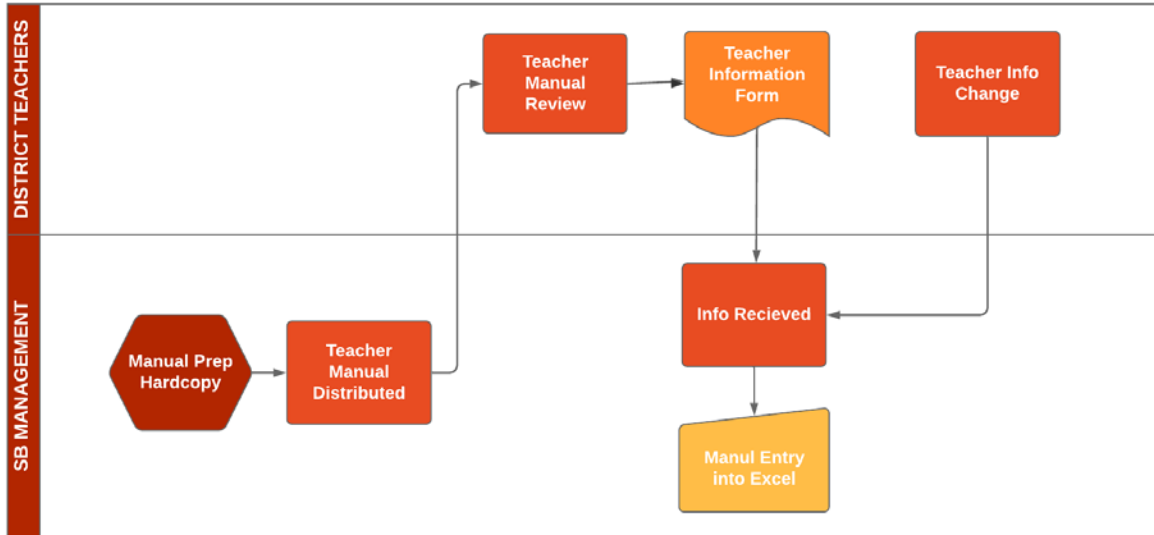 DISTRICT TEACHERS
Teacher
Manual
Review
Teacher
Information
Form
Teacher Info
Change
SB MANAGEMENT
Manual Prep
Hardcopy
Teacher
Manual
Distributed
Info Recieved
Manul Entry
into Excel